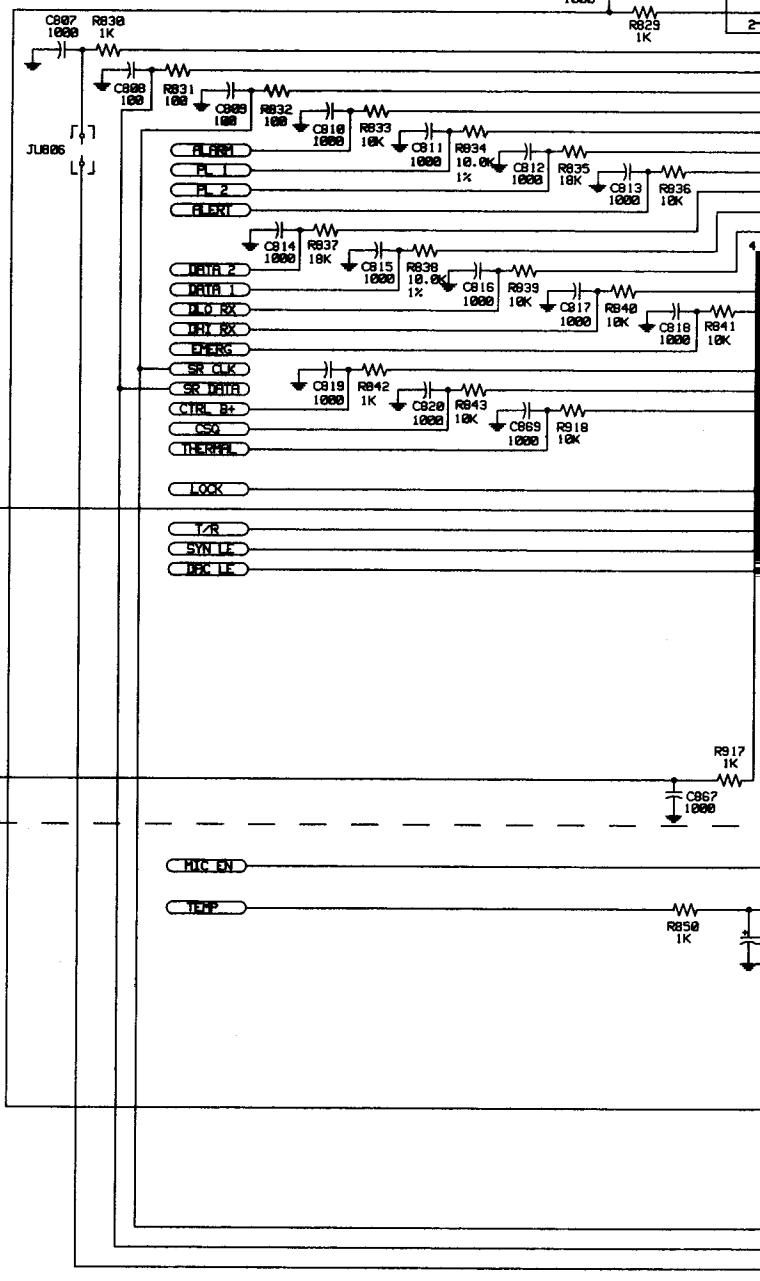 1000
R829
1K
2
C807
1000
R830
1K
C808
100
R831
100
C809
100
R832
100
C810
1000
R833
10K
C811
1000
R834
10.0K
1%
C812
1000
R835
18K
C813
1000
R836
10K
JU806
ALARM
PL 1
PL 2
ALERT
C814
1000
R837
18K
C815
1000
R838
10.0K
1%
C816
1000
R839
10K
C817
1000
R840
10K
C818
1000
R841
10K
4
DATA 2
DATA 1
DLO RX
DHI RX
EMERG
SR CLK
SR DATA
CTRL B+
CSQ
THERMAL
C819
1000
R842
1K
C820
1000
R843
10K
C869
1000
R918
10K
LOCK
T/R
SYN LE
DAC LE
R917
1K
C867
1000
MIC EN
TEMP
R850
1K
+